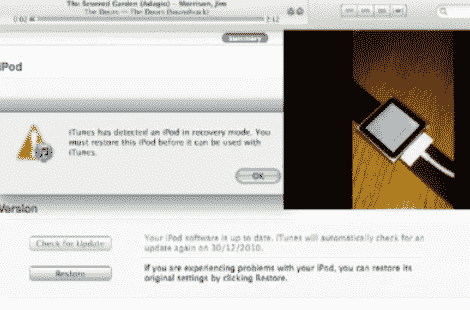 The Severed Garden (Adagio) - Morrison, Jim
The Doors — The Doors (Soundtrack)
0:02
2:12
Summary
iPod
iTunes has detected an iPod in recovery mode. You
must restore this iPod before it can be used with
iTunes.
OK
Version
Check for Update
Your iPod software is up to date. iTunes will automatically check for an
update again on 30/12/2010.
Restore
If you are experiencing problems with your iPod, you can restore its
original settings by clicking Restore.